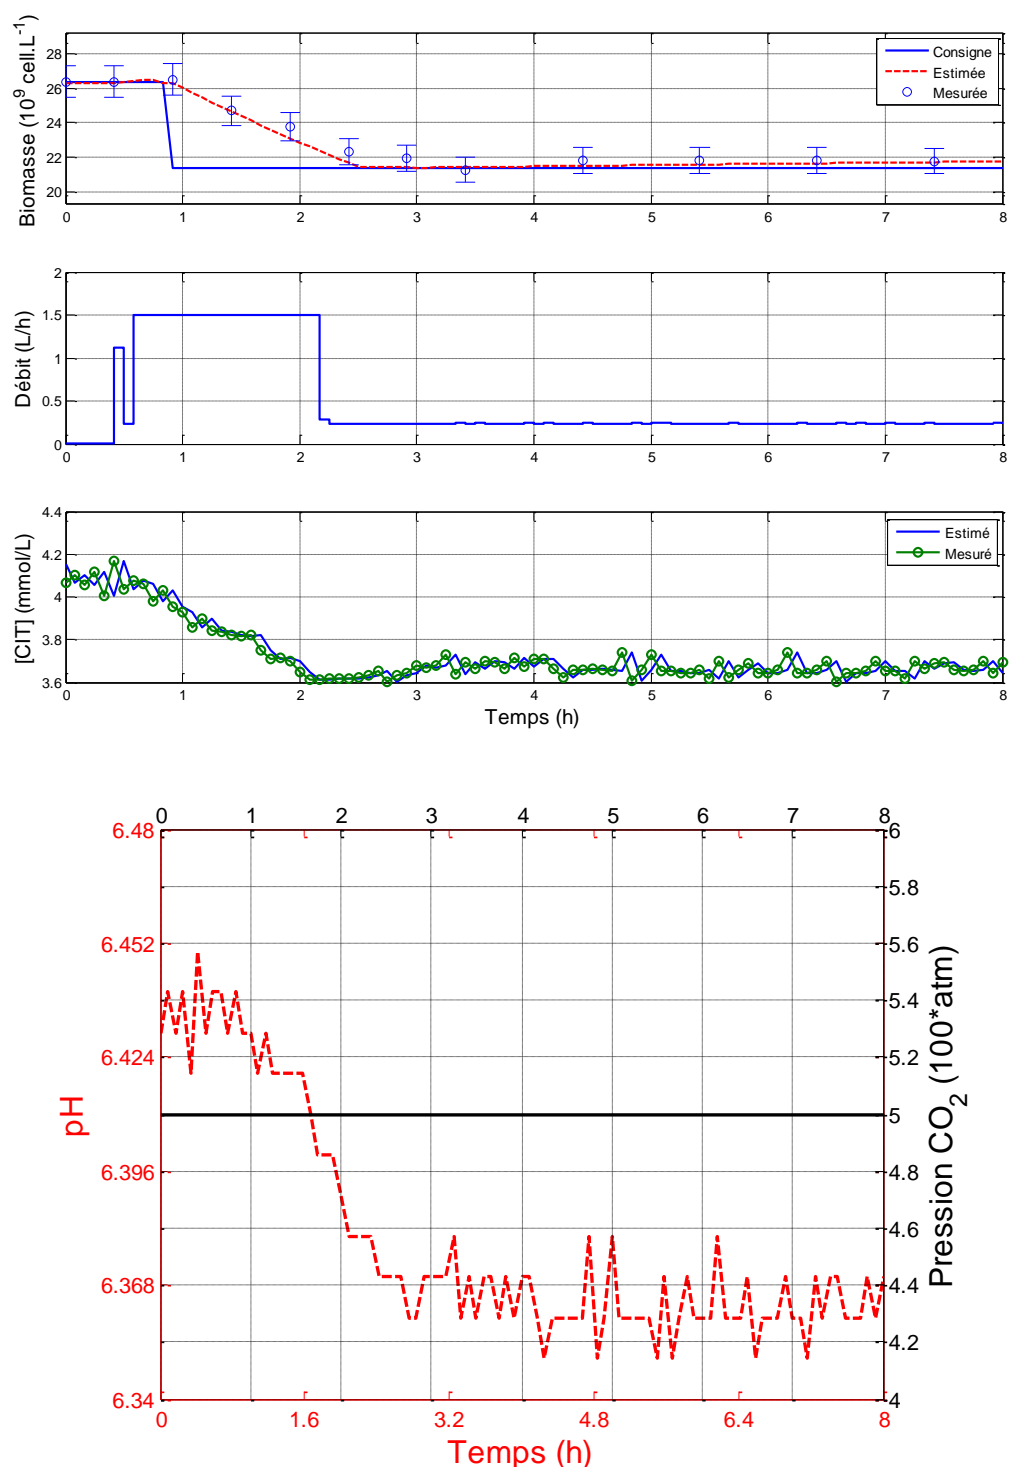 Biomasse (10^9 cell.L^-1)
28
26
24
22
20
0 1 2 3 4 5 6 7 8
Consigne
Estimée
Mesurée
Débit (L/h)
2
1.5
1
0.5
0
0 1 2 3 4 5 6 7 8
[CIT] (mmol/L)
4.4
4.2
4
3.8
3.6
0 1 2 3 4 5 6 7 8
Estimé
Mesuré
Temps (h)
0 1 2 3 4 5 6 7 8
pH
6.48
6.452
6.424
6.396
6.368
6.34
6
5.8
5.6
5.4
5.2
5
4.8
4.6
4.4
4.2
4
Pression CO2 (100*atm)
0 1.6 3.2 4.8 6.4 8
Temps (h)